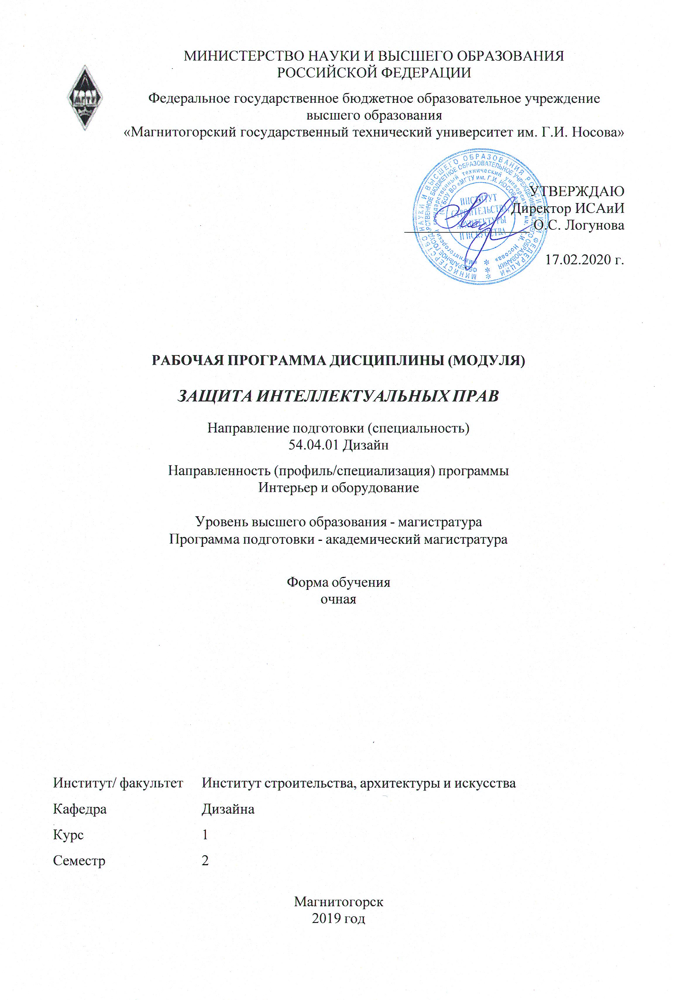 МИНИСТЕРСТВО НАУКИ И ВЫСШЕГО ОБРАЗОВАНИЯ
РОССИЙСКОЙ ФЕДЕРАЦИИ
МГТУ
Федеральное государственное бюджетное образовательное учреждение
высшего образования
«Магнитогорский государственный технический университет им. Г.И. Носова»
МИНИСТЕРСТВО НАУКИ И ВЫСШЕГО ОБРАЗОВАНИЯ РОССИЙСКОЙ ФЕДЕРАЦИИ
ФЕДЕРАЛЬНОЕ ГОСУДАРСТВЕННОЕ БЮДЖЕТНОЕ ОБРАЗОВАТЕЛЬНОЕ УЧРЕЖДЕНИЕ ВЫСШЕГО ОБРАЗОВАНИЯ
«Магнитогорский государственный технический университет им. Г.И. Носова»
(ФГБОУ ВО «МГТУ им. Г.И. НОСОВА»)
ИНСТИТУТ
СТРОИТЕЛЬСТВА,
АРХИТЕКТУРЫ
И ИСКУССТВА
УТВЕРЖДАЮ
Директор ИСАиИ
О.С. Логунова
17.02.2020 г.
РАБОЧАЯ ПРОГРАММА ДИСЦИПЛИНЫ (МОДУЛЯ)
ЗАЩИТА ИНТЕЛЛЕКТУАЛЬНЫХ ПРАВ
Направление подготовки (специальность)
54.04.01 Дизайн
Направленность (профиль/специализация) программы
Интерьер и оборудование
Уровень высшего образования - магистратура
Программа подготовки - академический магистратура
Форма обучения
очная
Институт/ факультет Институт строительства, архитектуры и искусства
Кафедра Дизайна
Курс 1
Семестр 2
Магнитогорск
2019 год